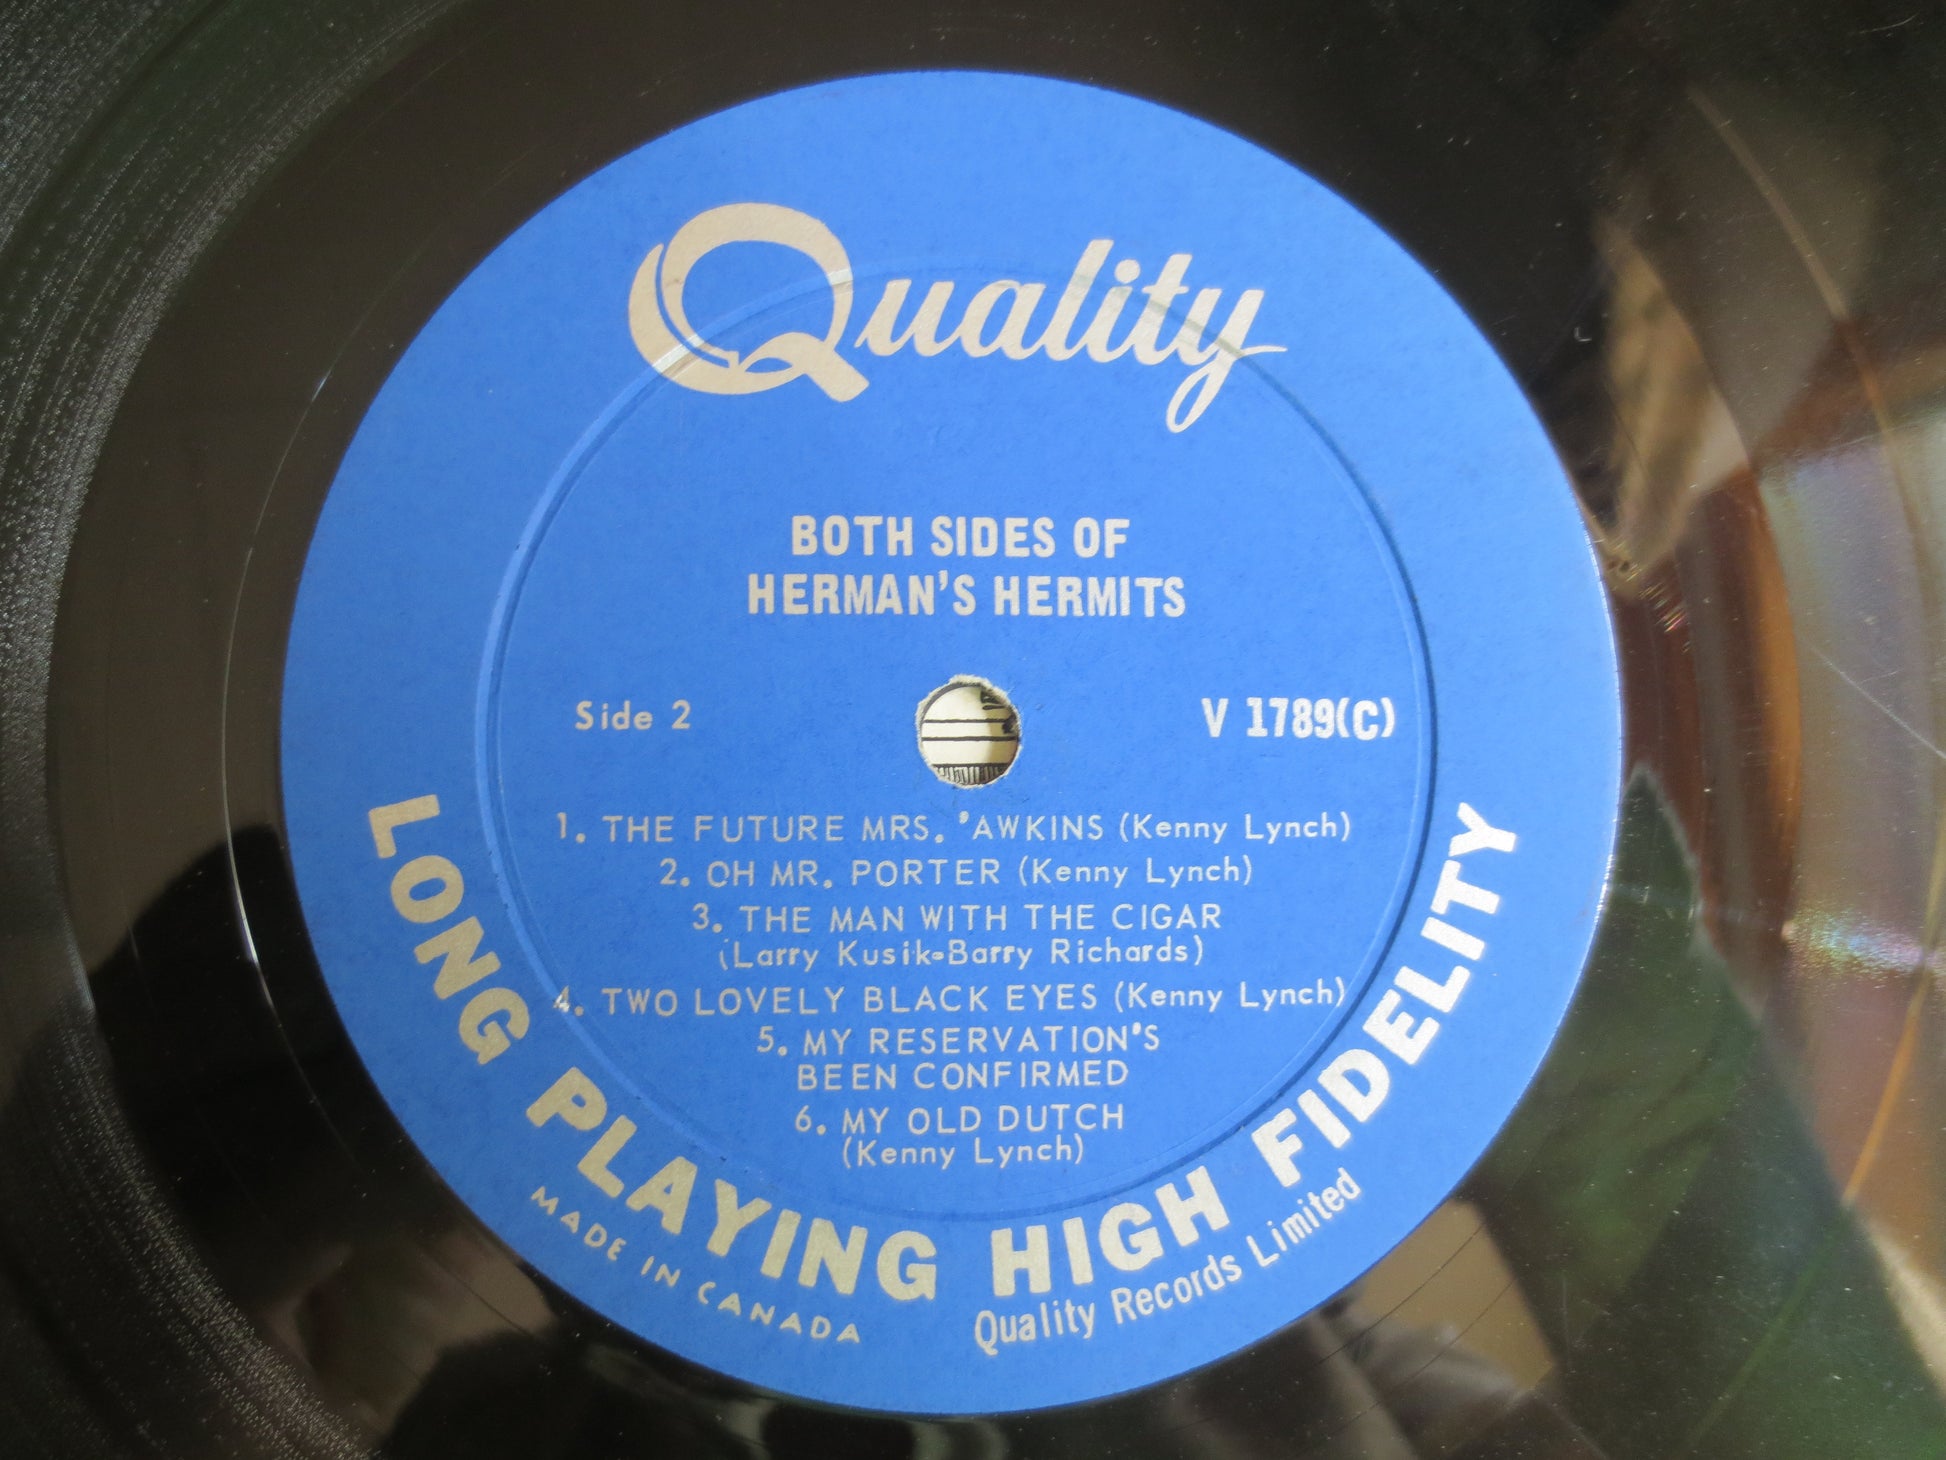 Quality
BOTH SIDES OF
HERMAN'S HERMITS
Side 2
V 1789(C)
1. THE FUTURE MRS. 'AWKINS (Kenny Lynch)
2. OH MR. PORTER (Kenny Lynch)
3. THE MAN WITH THE CIGAR
(Larry Kusik-Barry Richards)
4. TWO LOVELY BLACK EYES (Kenny Lynch)
5. MY RESERVATION'S
BEEN CONFIRMED
6. MY OLD DUTCH
(Kenny Lynch)
LONG PLAYING HIGH FIDELITY
MADE IN CANADA
Quality Records Limited